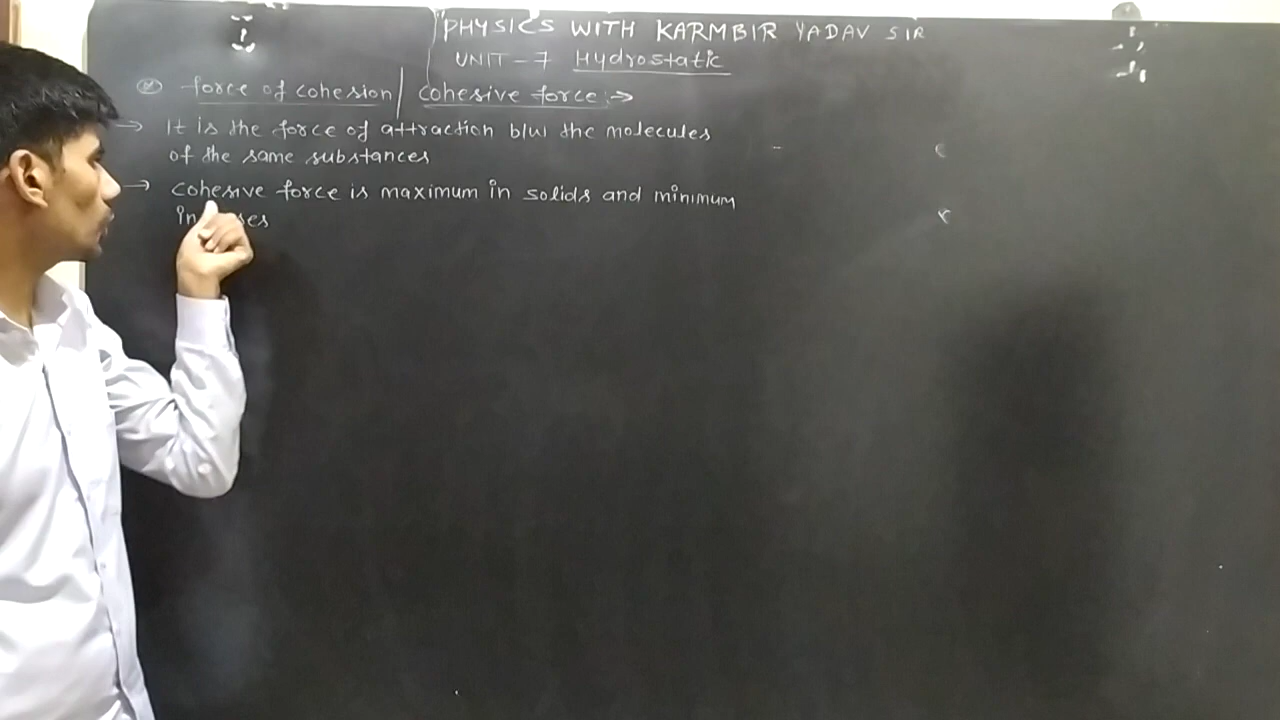 PHYSICS WITH KARMBIR YADAV SIR
UNIT-7 Hydrostatic
force of cohesion / cohesive force :→
→ It is the force of attraction b/w the molecules
of the same substances
→ cohesive force is maximum in solids and minimum
in